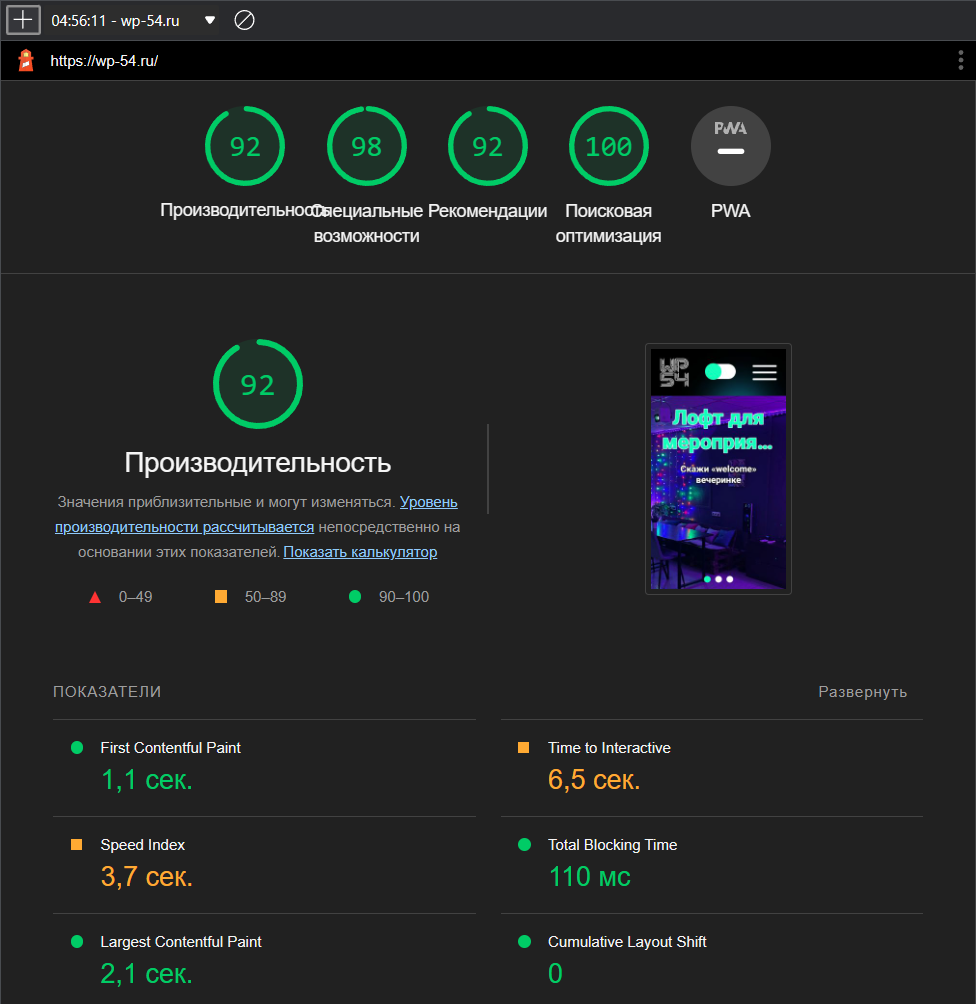 04:56:11 - wp-54.ru
https://wp-54.ru/
92
98
92
100
PWA
Производительность
Специальные возможности
Рекомендации
Поисковая оптимизация
PWA
92
Производительность
Значения приблизительные и могут изменяться. Уровень
производительности рассчитывается непосредственно на
основании этих показателей. Показать калькулятор
0–49
50–89
90–100
WP
54
Лофт для
мероприя...
Скажи «welcome»
вечеринке
ПОКАЗАТЕЛИ
Развернуть
First Contentful Paint
1,1 сек.
Time to Interactive
6,5 сек.
Speed Index
3,7 сек.
Total Blocking Time
110 мс
Largest Contentful Paint
2,1 сек.
Cumulative Layout Shift
0